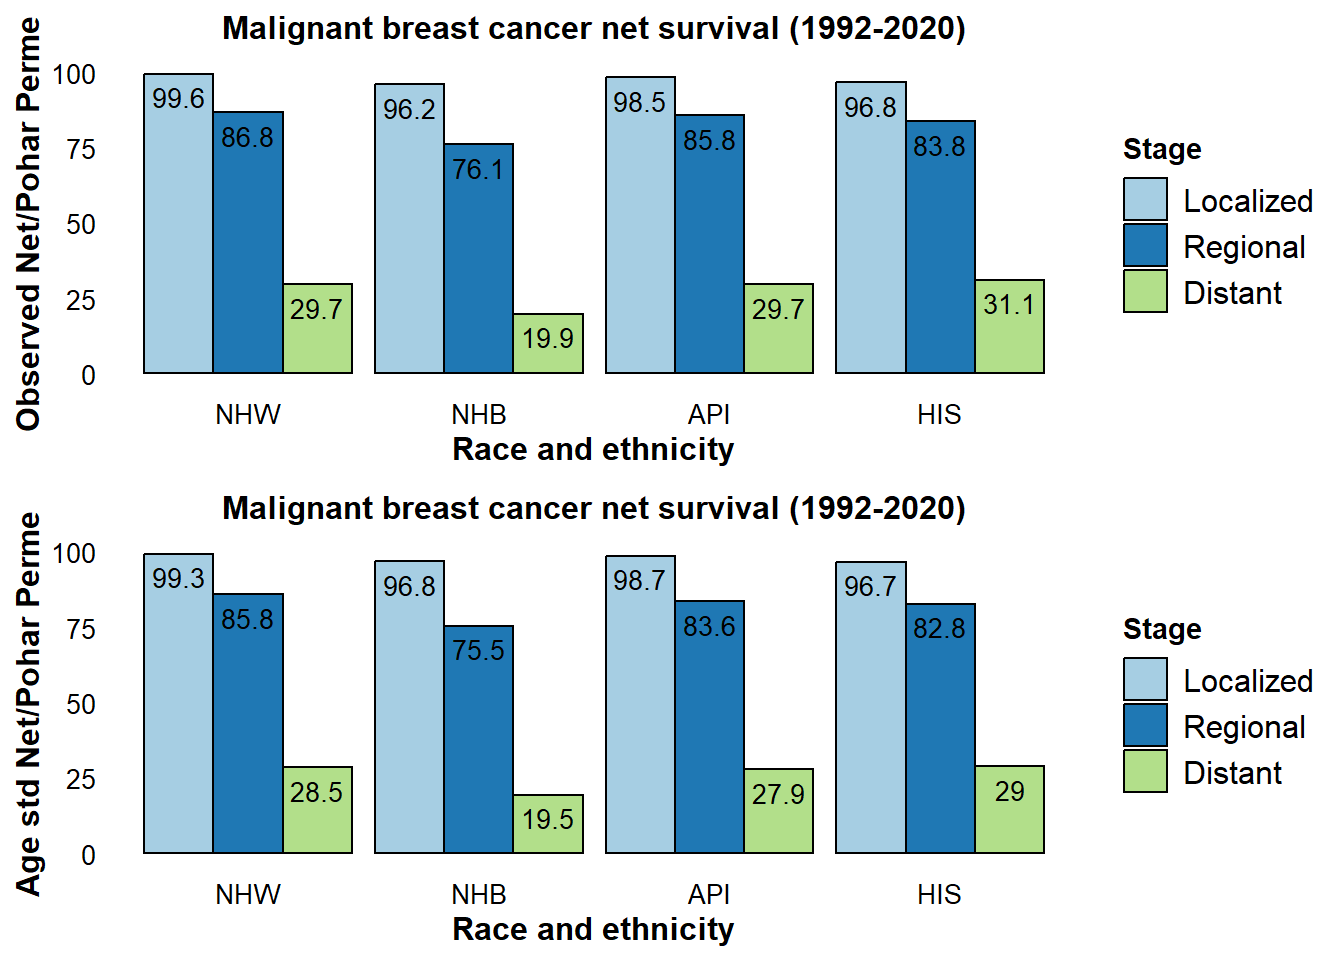 Malignant breast cancer net survival (1992-2020)
Observed Net/Pohar Perme
100
75
50
25
0
99.6
86.8
29.7
96.2
76.1
19.9
98.5
85.8
29.7
96.8
83.8
31.1
NHW
NHB
API
HIS
Race and ethnicity
Stage
Localized
Regional
Distant
Malignant breast cancer net survival (1992-2020)
Age std Net/Pohar Perme
100
75
50
25
0
99.3
85.8
28.5
96.8
75.5
19.5
98.7
83.6
27.9
96.7
82.8
29
NHW
NHB
API
HIS
Race and ethnicity
Stage
Localized
Regional
Distant